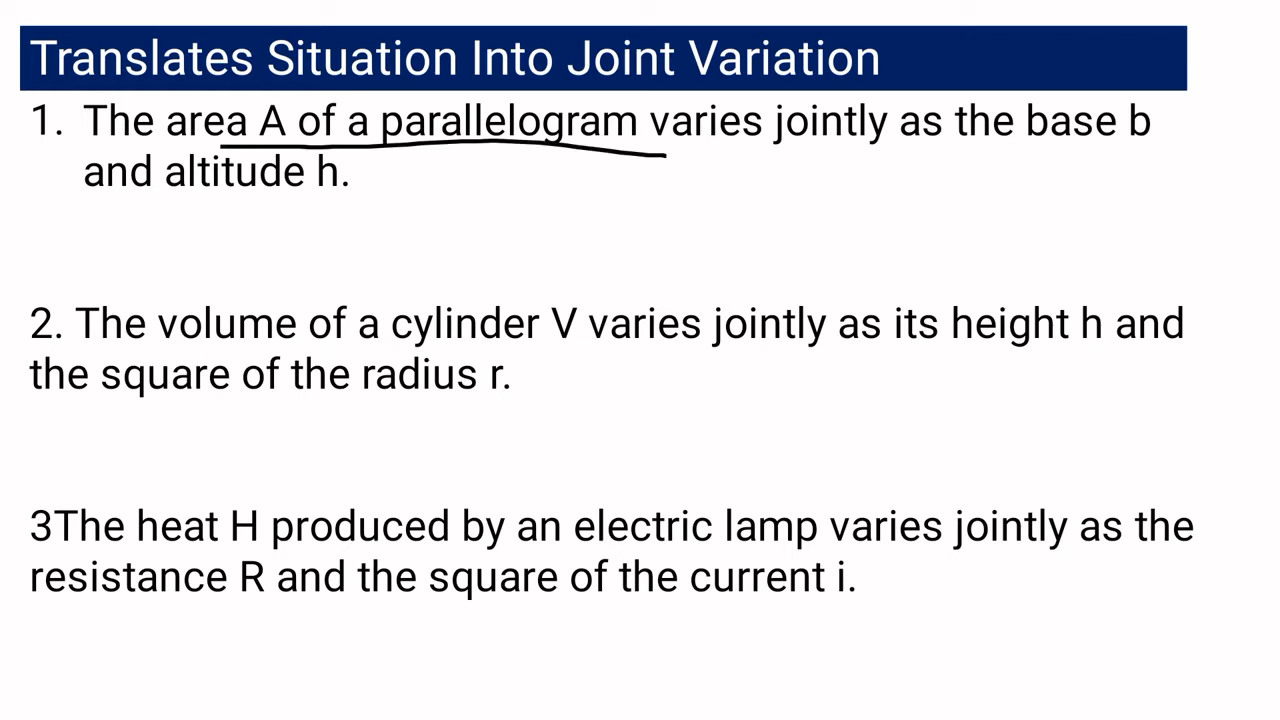 Translates Situation Into Joint Variation
1. The area A of a parallelogram varies jointly as the base b
and altitude h.
2. The volume of a cylinder V varies jointly as its height h and
the square of the radius r.
3The heat H produced by an electric lamp varies jointly as the
resistance R and the square of the current i.